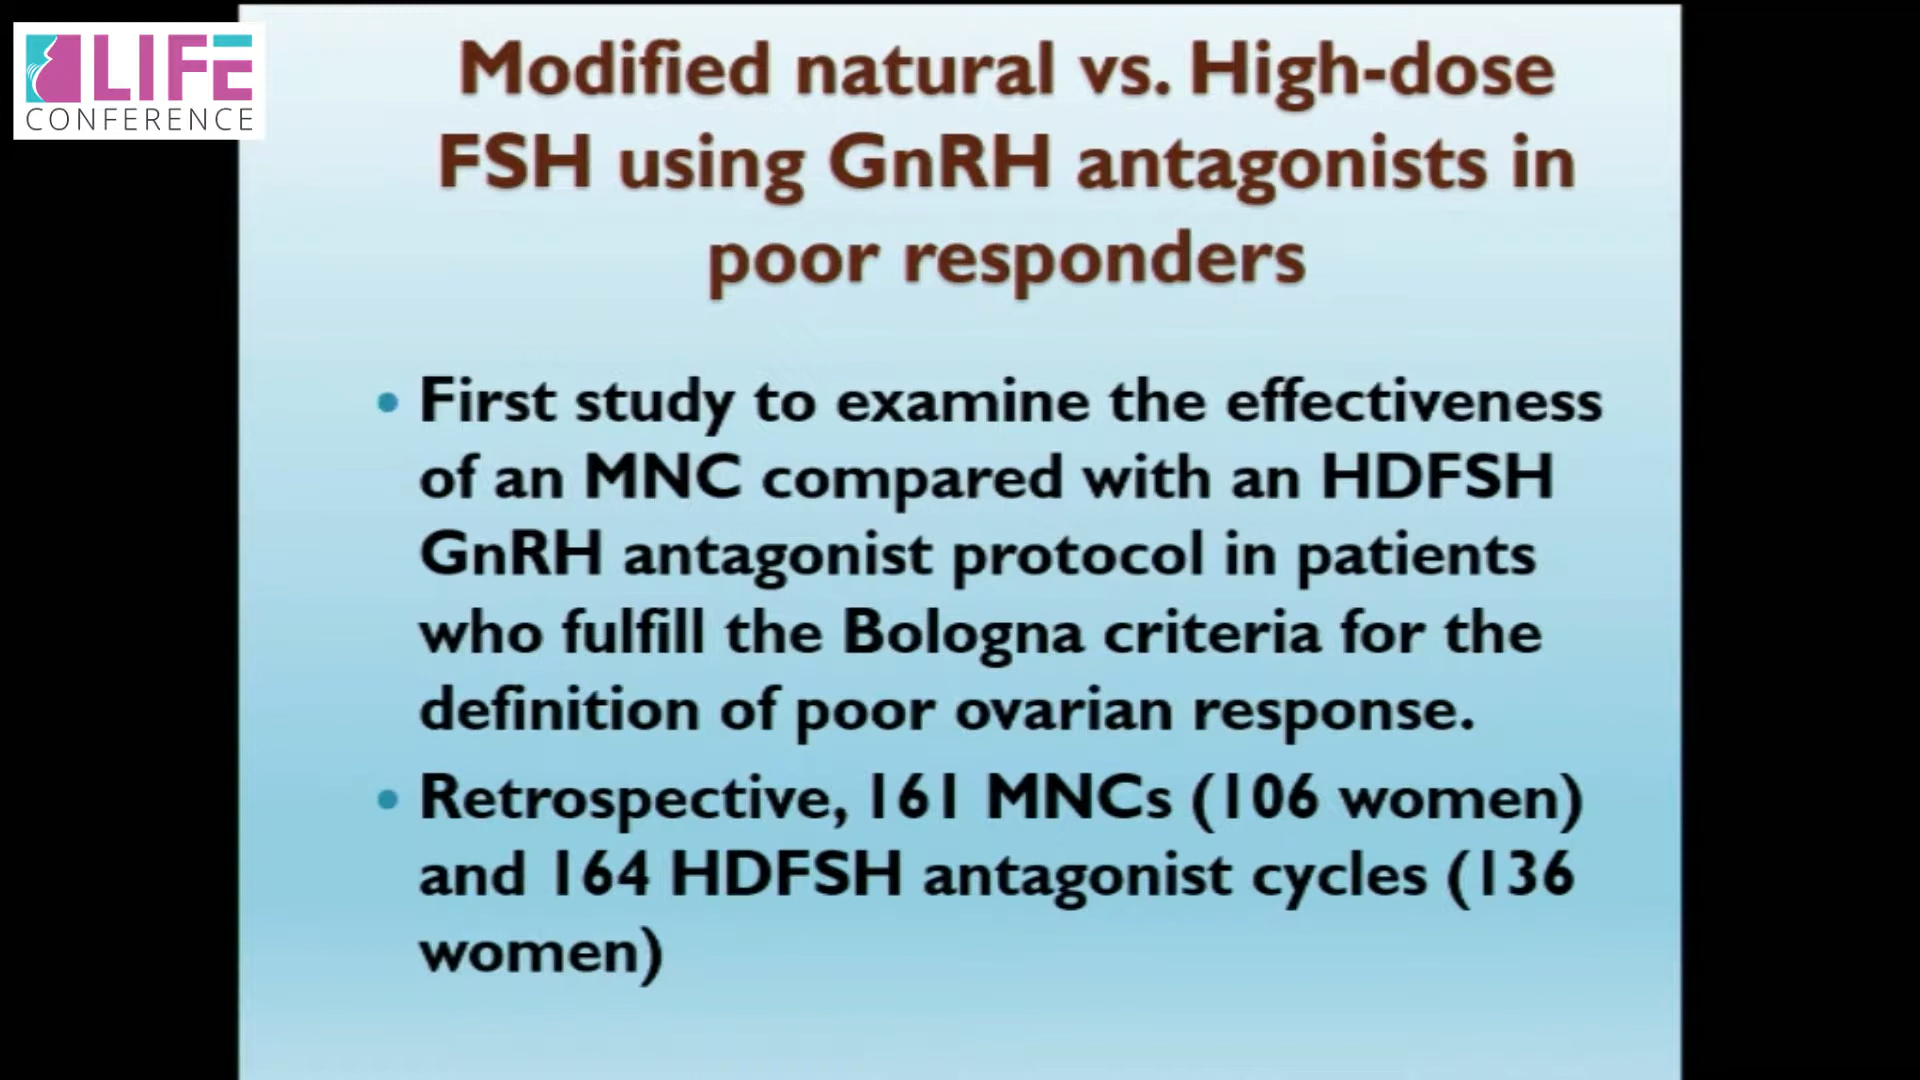 LIFE
CONFERENCE
Modified natural vs. High-dose
FSH using GnRH antagonists in
poor responders
• First study to examine the effectiveness
of an MNC compared with an HDFSH
GnRH antagonist protocol in patients
who fulfill the Bologna criteria for the
definition of poor ovarian response.
• Retrospective, 161 MNCs (106 women)
and 164 HDFSH antagonist cycles (136
women)